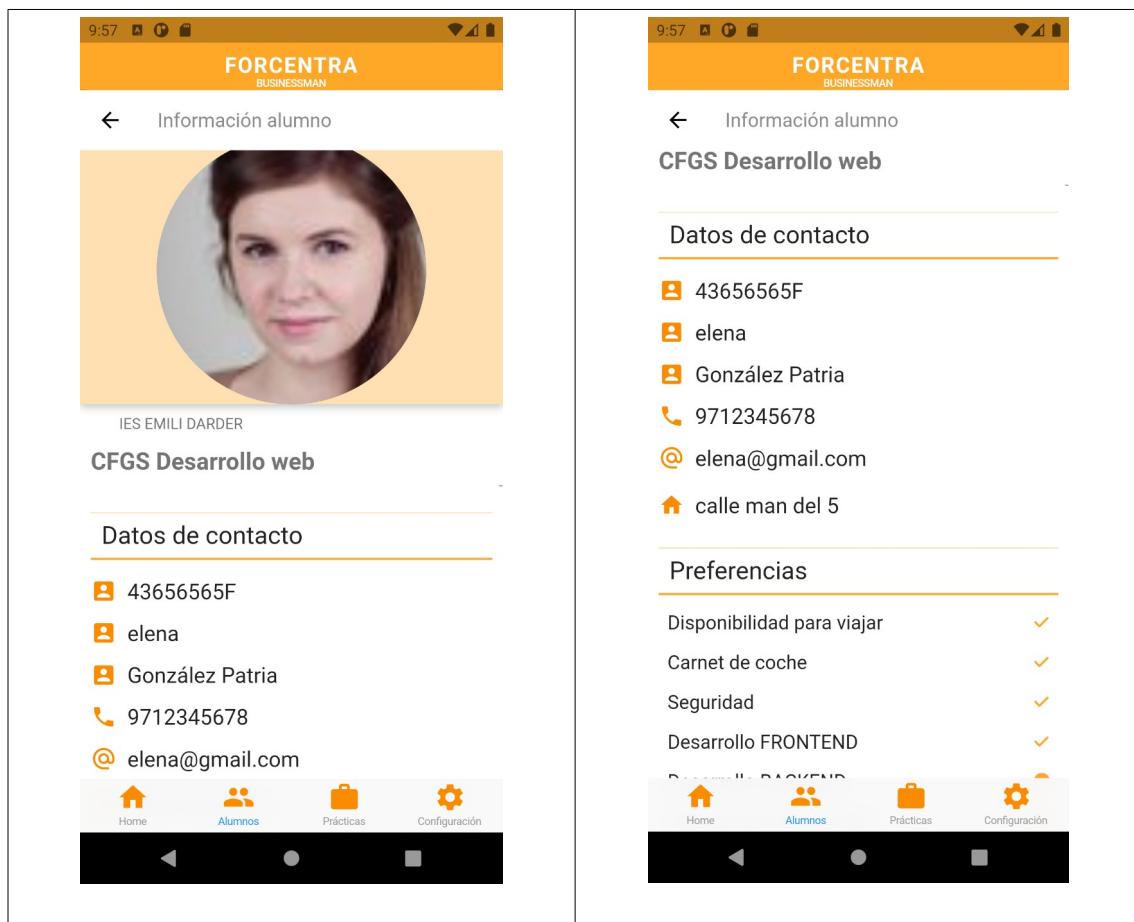 9:57
FORCENTRA
BUSINESSMAN
Información alumno
IES EMILI DARDER
CFGS Desarrollo web
-
Datos de contacto
43656565F
elena
González Patria
9712345678
elena@gmail.com
Home
Alumnos
Prácticas
Configuración
9:57
FORCENTRA
BUSINESSMAN
Información alumno
CFGS Desarrollo web
-
Datos de contacto
43656565F
elena
González Patria
9712345678
elena@gmail.com
calle man del 5
Preferencias
Disponibilidad para viajar
Carnet de coche
Seguridad
Desarrollo FRONTEND
Desarrollo BACKEND
Home
Alumnos
Prácticas
Configuración